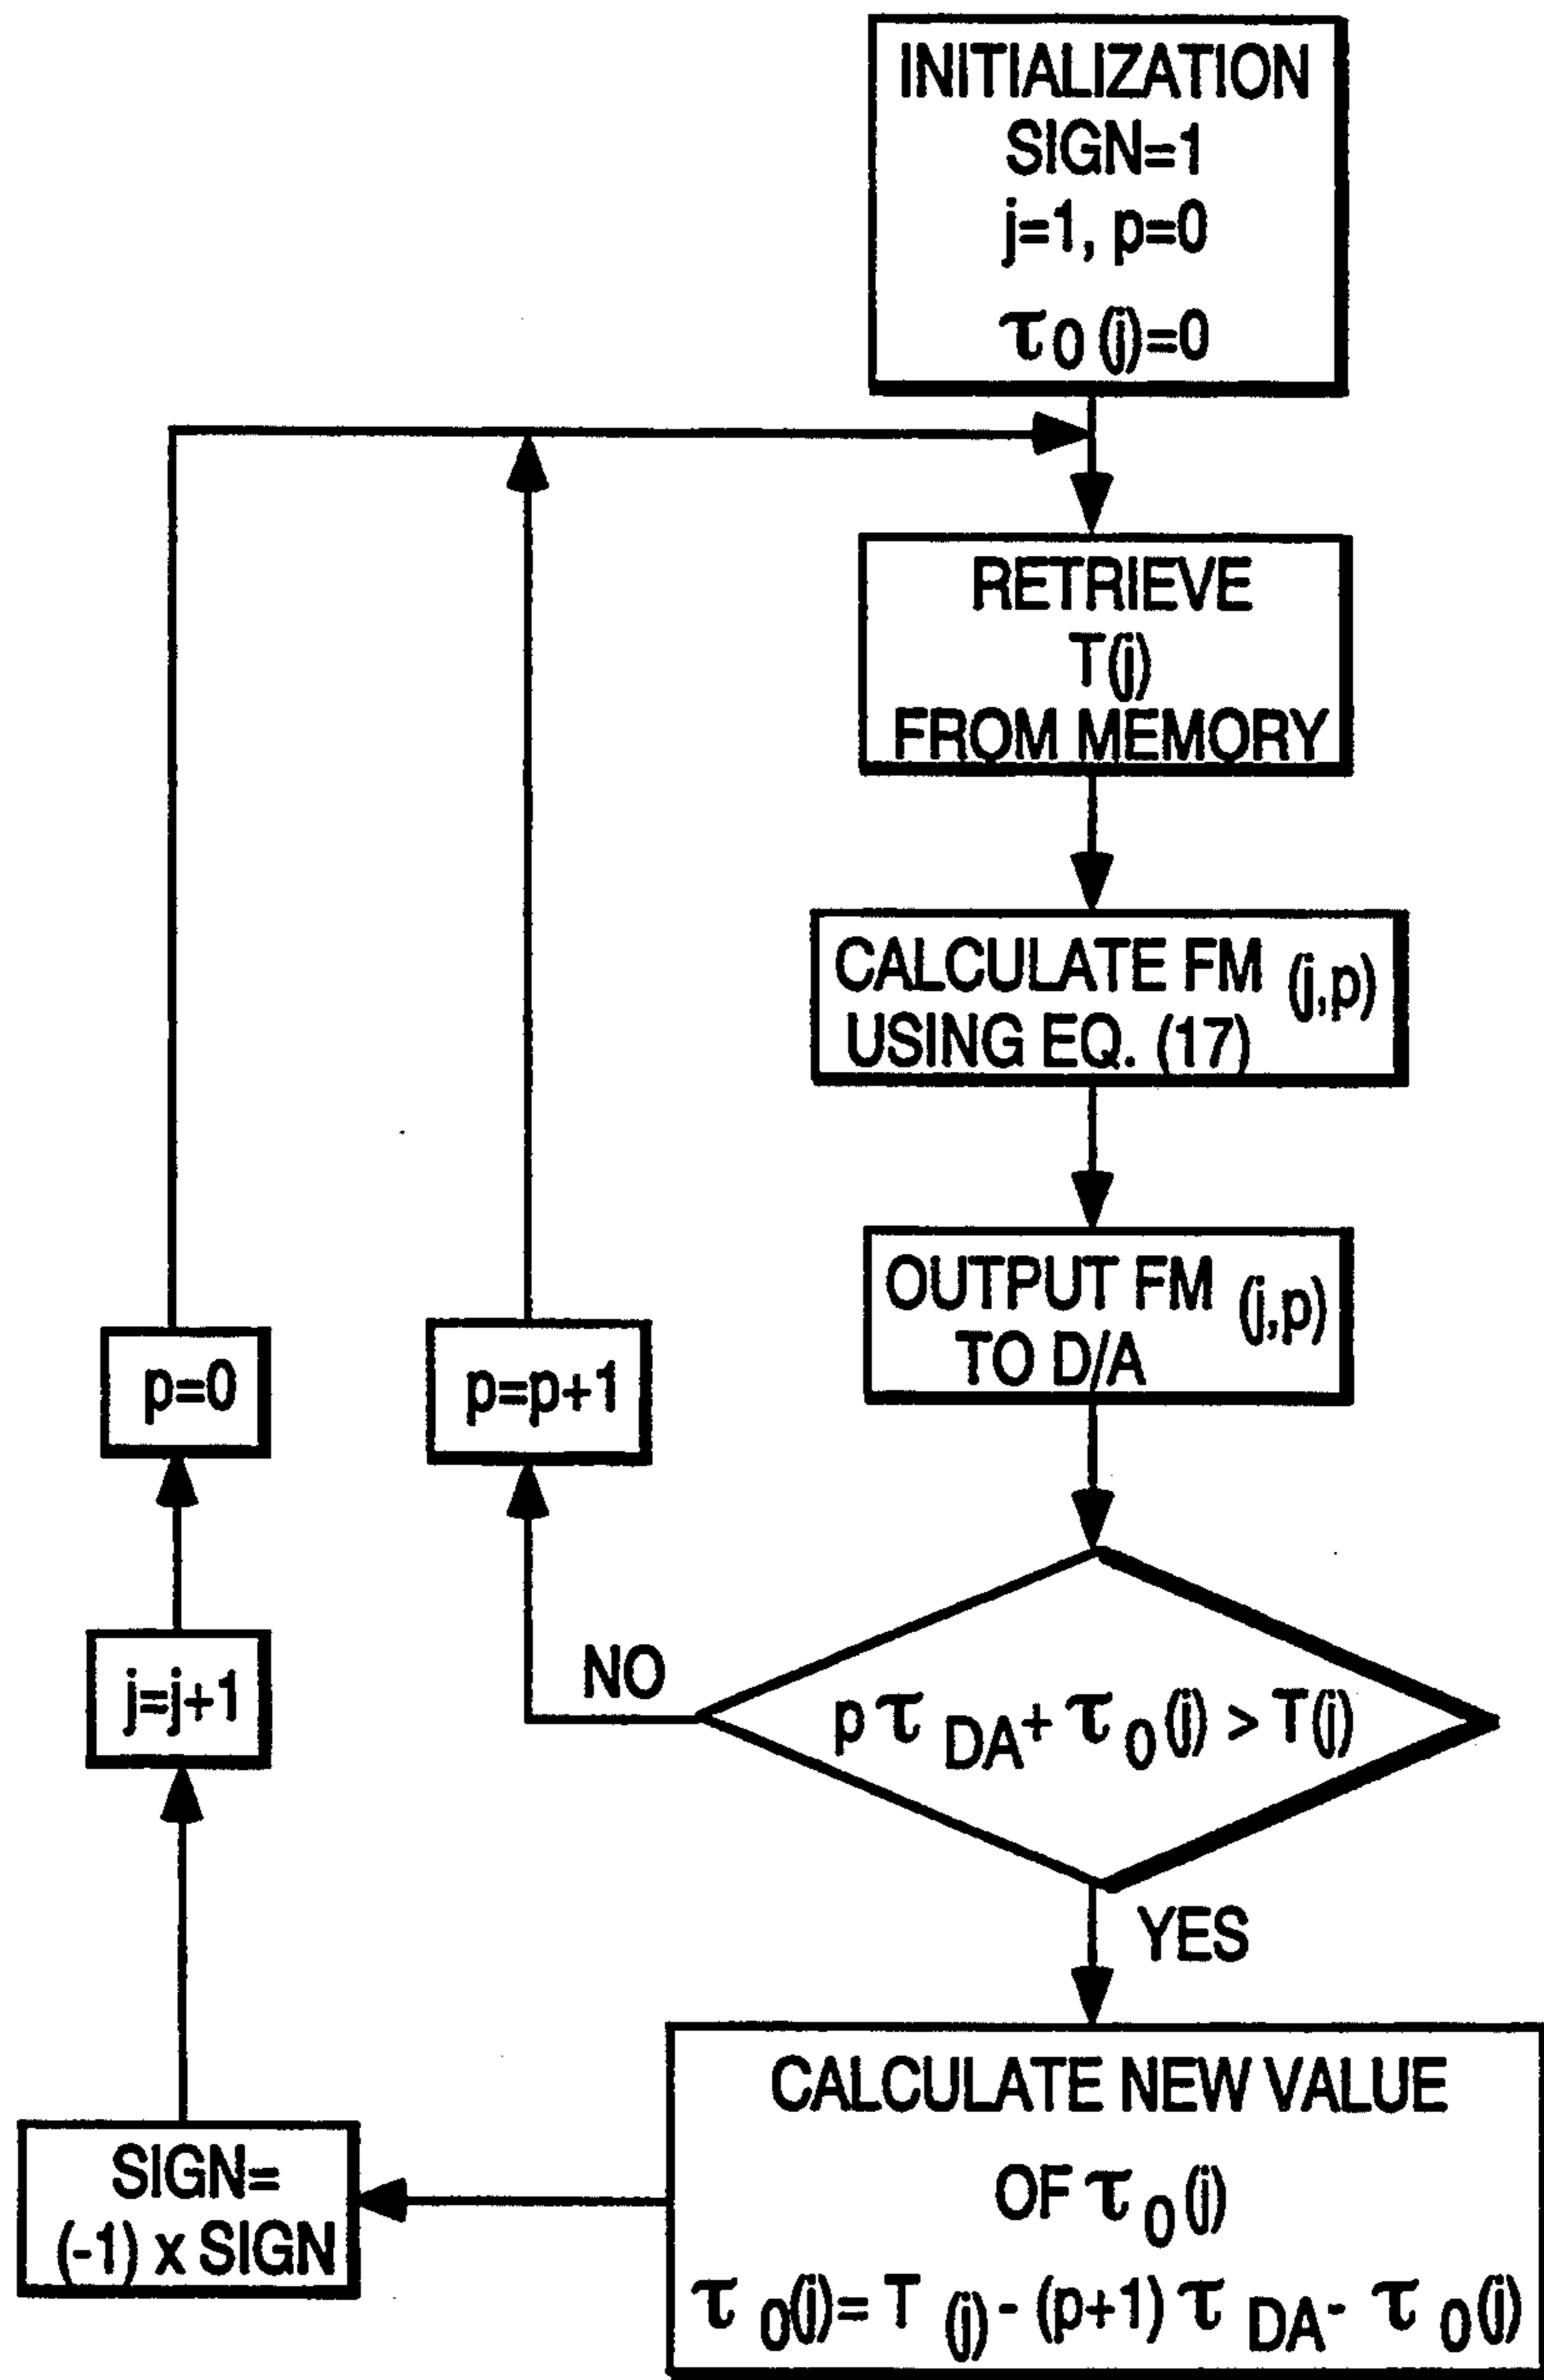 INITIALIZATION
SIGN=1
j=1, p=0
τ0 (j)=0
RETRIEVE
T(j)
FROM MEMORY
CALCULATE FM (j,p)
USING EQ. (17)
OUTPUT FM (j,p)
TO D/A
p=0
p=p+1
j=j+1
NO
p τ DA+ τ 0 (j) > T(j)
YES
CALCULATE NEW VALUE
OF τ 0 (j)
τ 0(j)= T (j) - (p+1) τ DA- τ 0(j)
SIGN=
(-1) x SIGN